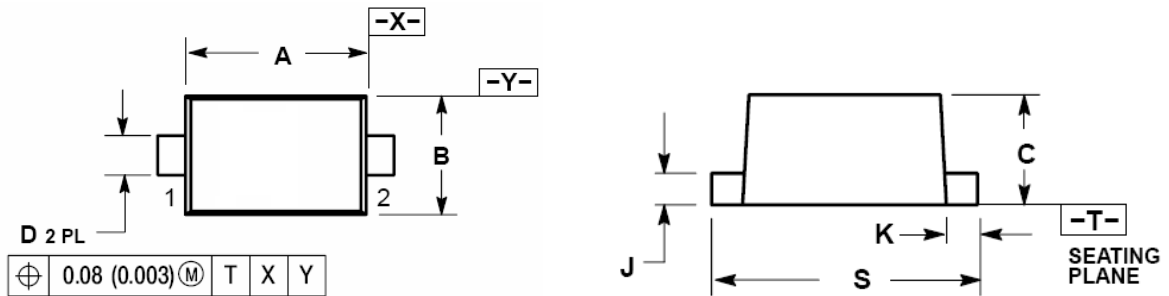 -X-
A
-Y-
B
1
2
D 2 PL
⌖ 0.08 (0.003) Ⓜ T X Y
C
J
K
-T-
S
SEATING
PLANE